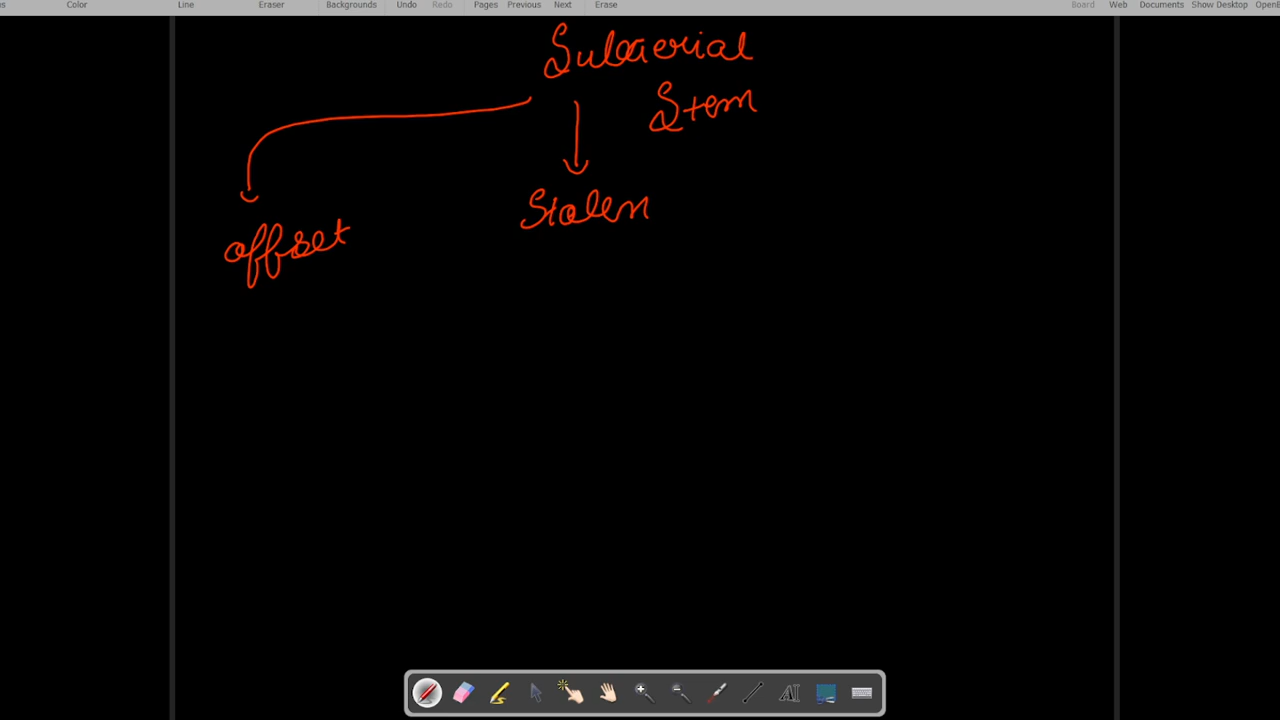 Color Line Eraser Backgrounds Undo Redo Pages Previous Next Erase Board Web Documents Show Desktop OpenB
Subaerial
Stem
Stolen
offset